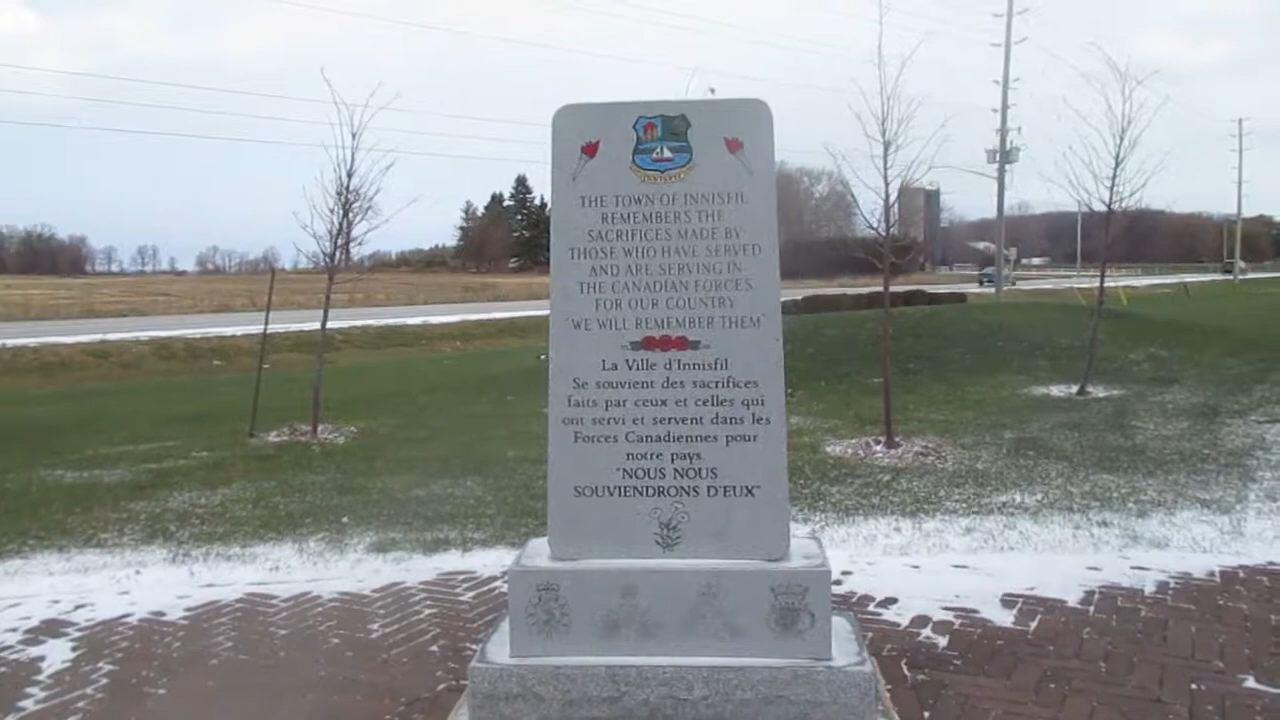 INNISFIL
THE TOWN OF INNISFIL
REMEMBERS THE
SACRIFICES MADE BY
THOSE WHO HAVE SERVED
AND ARE SERVING IN
THE CANADIAN FORCES
FOR OUR COUNTRY
"WE WILL REMEMBER THEM"
La Ville d'Innisfil
Se souvient des sacrifices
faits par ceux et celles qui
ont servi et servent dans les
Forces Canadiennes pour
notre pays.
"NOUS NOUS
SOUVIENDRONS D'EUX"